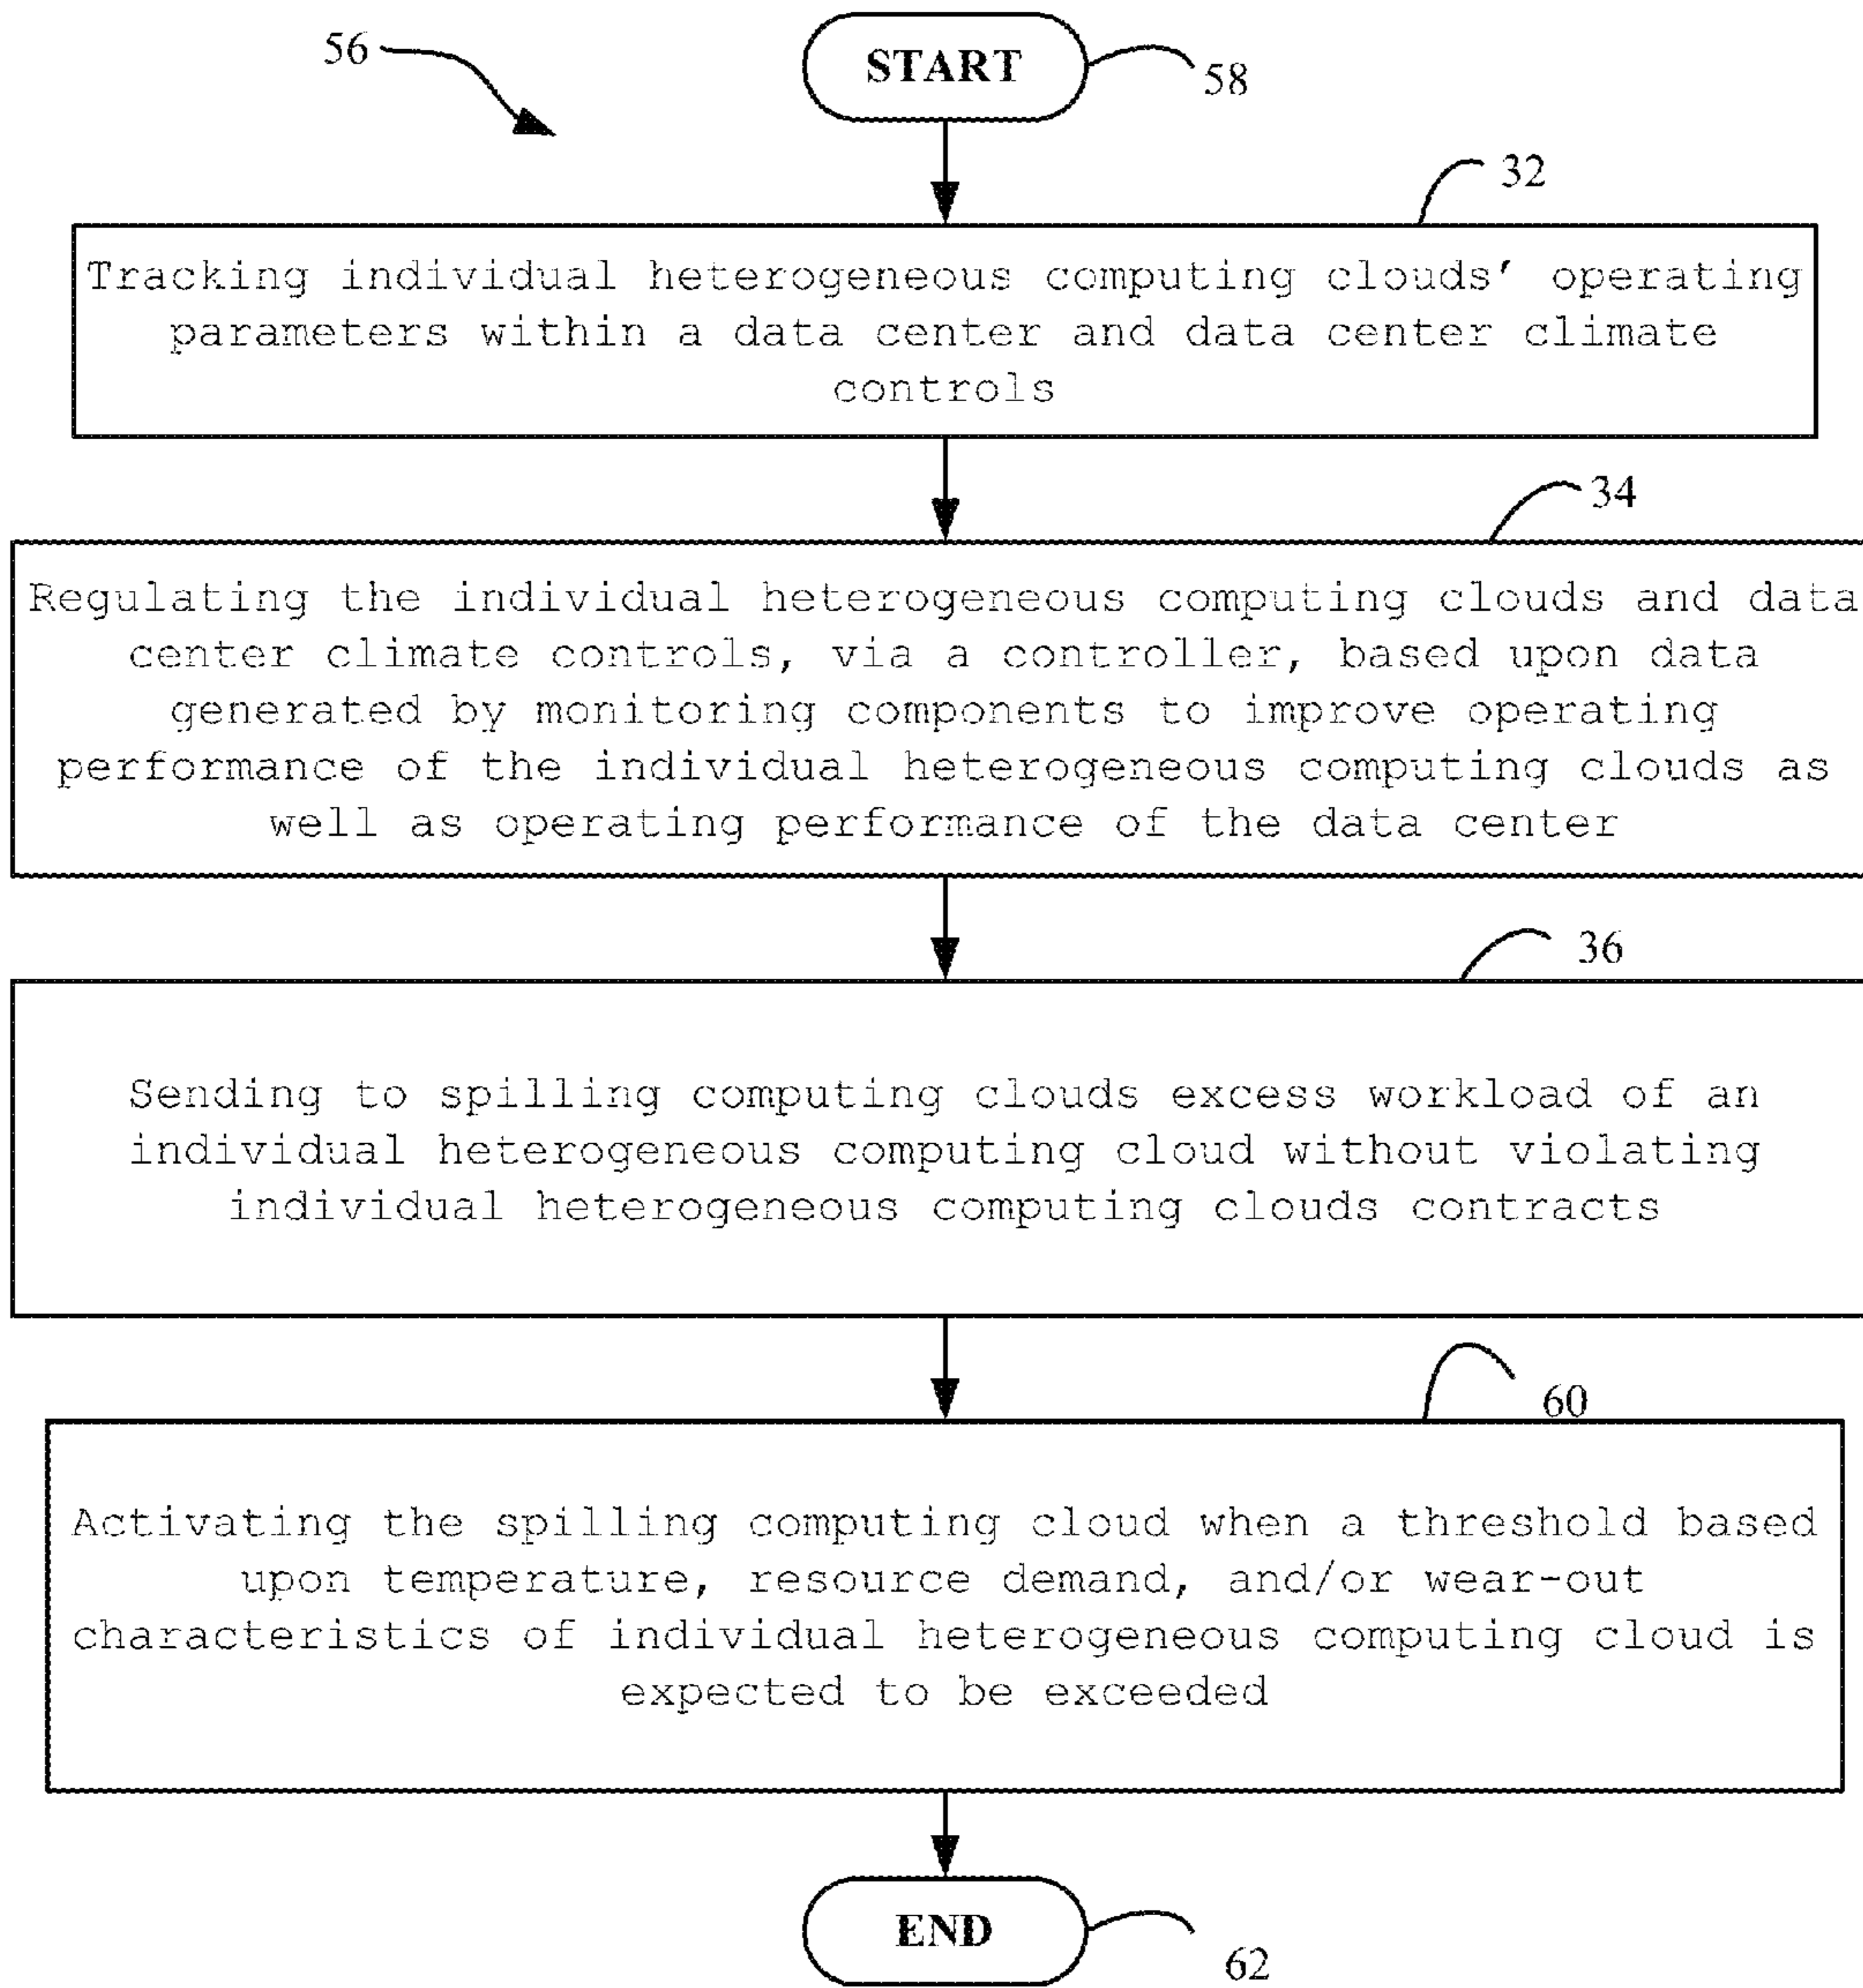 56
START
58
32
Tracking individual heterogeneous computing clouds’ operating
parameters within a data center and data center climate
controls
34
Regulating the individual heterogeneous computing clouds and data
center climate controls, via a controller, based upon data
generated by monitoring components to improve operating
performance of the individual heterogeneous computing clouds as
well as operating performance of the data center
36
Sending to spilling computing clouds excess workload of an
individual heterogeneous computing cloud without violating
individual heterogeneous computing clouds contracts
60
Activating the spilling computing cloud when a threshold based
upon temperature, resource demand, and/or wear-out
characteristics of individual heterogeneous computing cloud is
expected to be exceeded
END
62